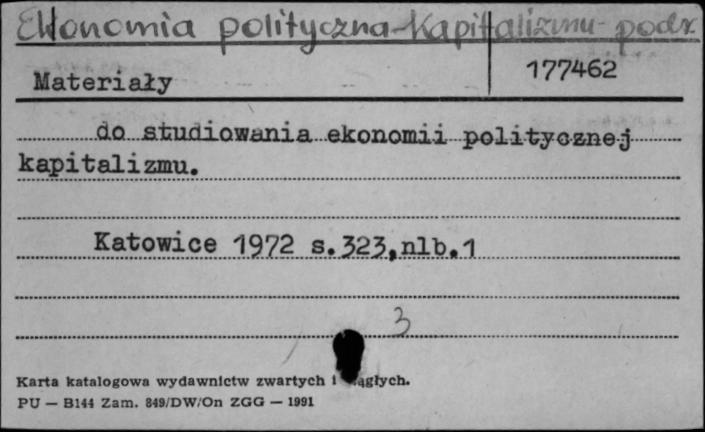 Ekonomia polityczna-Kapitalizmu-podr.
Materiały
177462
do studiowania ekonomii politycznej
kapitalizmu.
Katowice 1972 s.323,nlb.1
3
Karta katalogowa wydawnictw zwartych i ągłych.
PU — B144 Zam. 849/DW/On ZGG — 1991